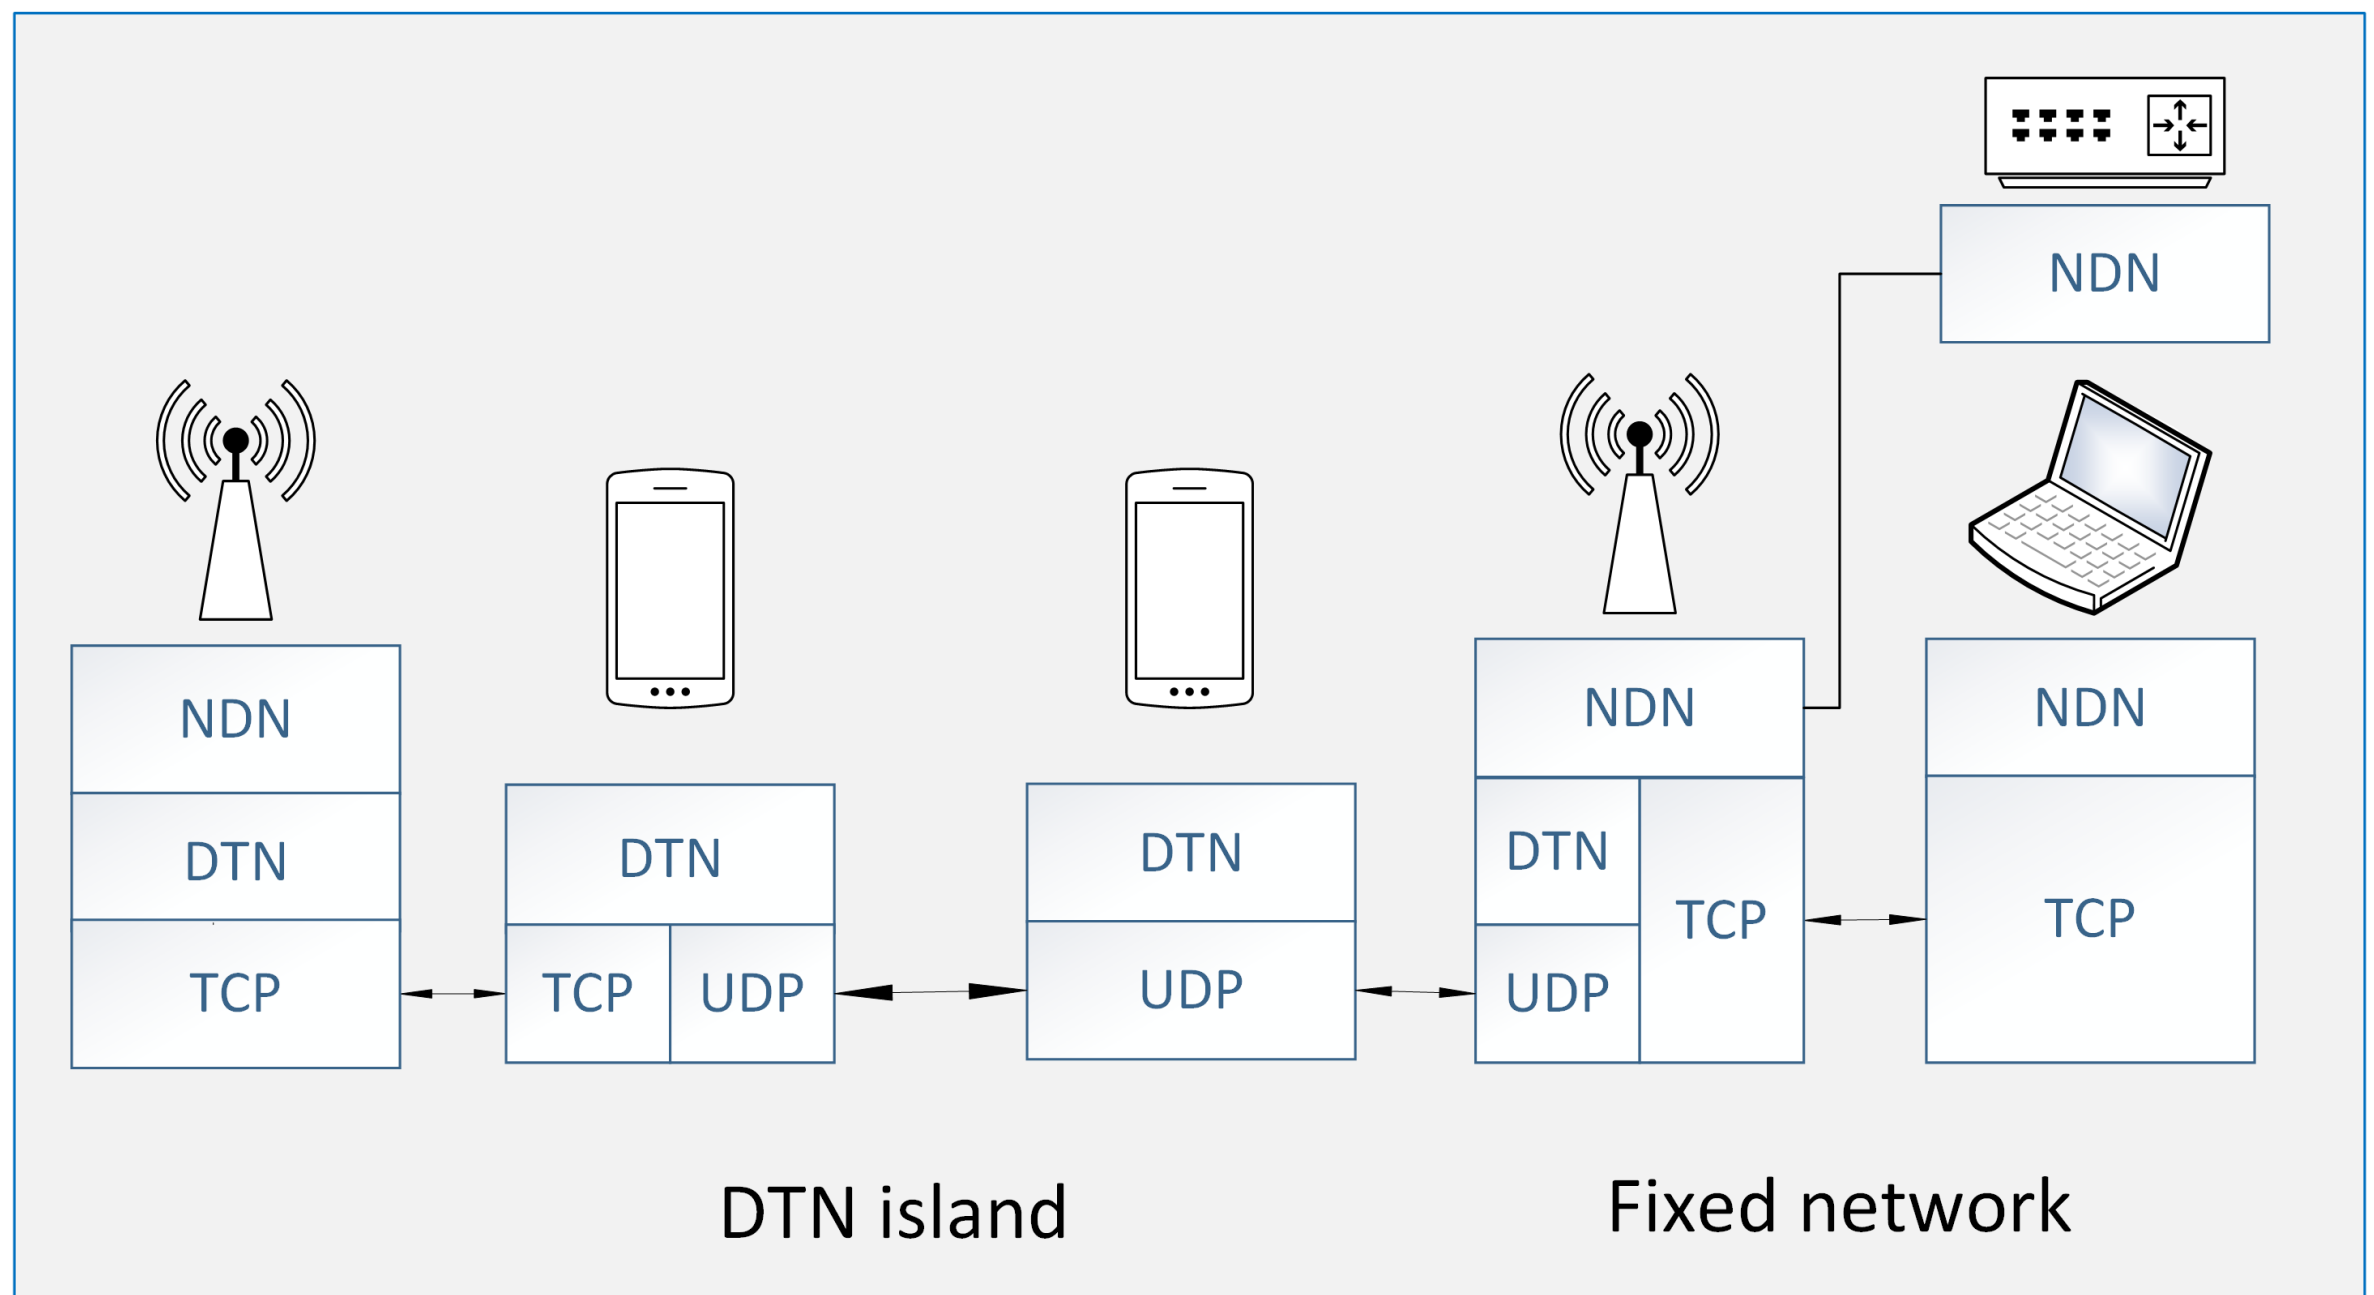 NDN
NDN
DTN
TCP
DTN
TCP UDP
DTN
UDP
NDN
DTN
TCP
UDP
NDN
TCP
DTN island
Fixed network